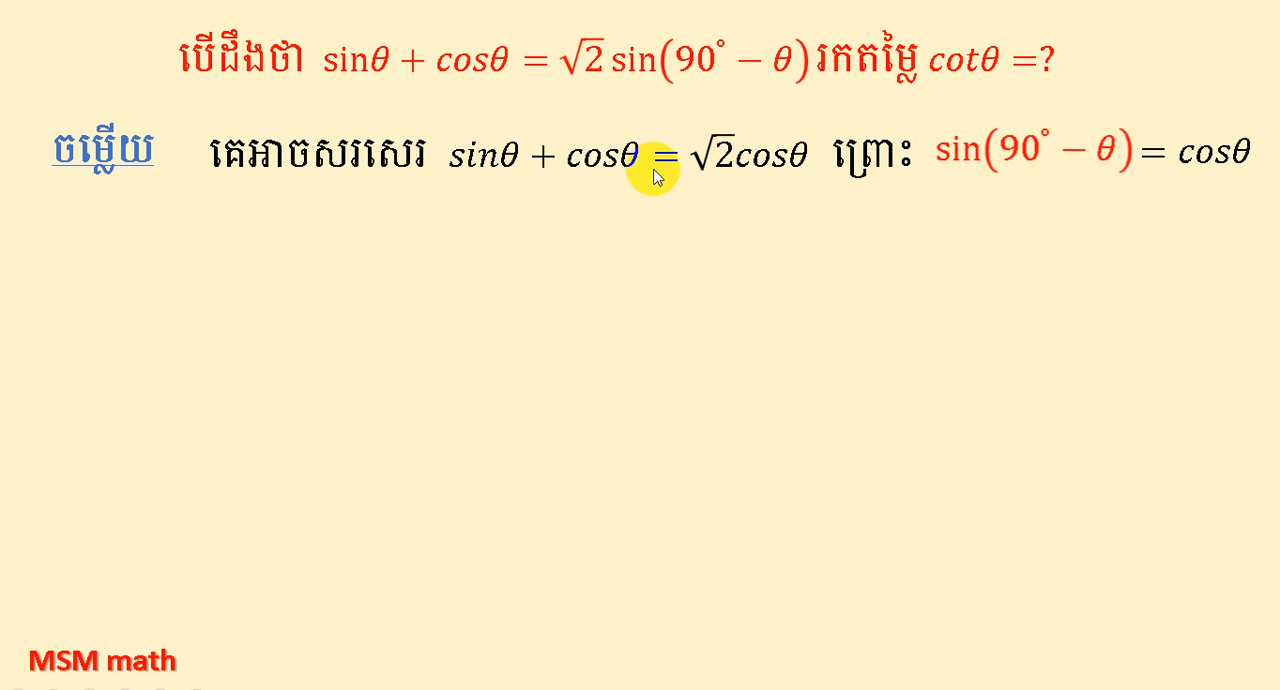 បើដឹងថា sinθ + cosθ = √2 sin(90° − θ) រកតម្លៃ cotθ =?
ចម្លើយ គេអាចសរសេរ sinθ + cosθ = √2cosθ ព្រោះ sin(90° − θ) = cosθ
MSM math